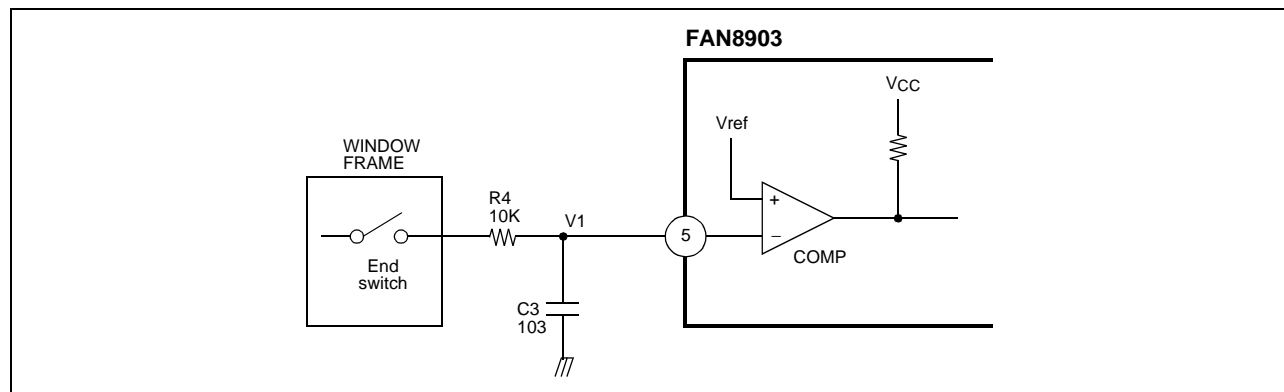 FAN8903
VCC
Vref
WINDOW
FRAME
R4
10K
V1
5
+
−
COMP
End
switch
C3
103